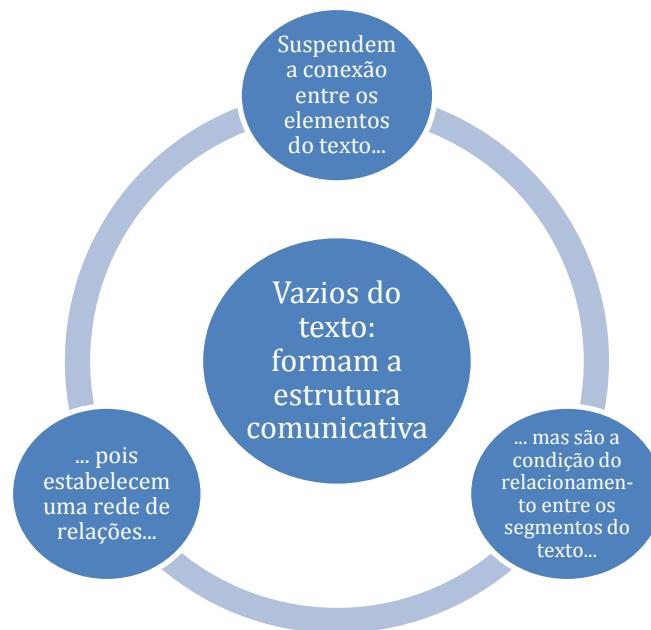 Suspendem
a conexão
entre os
elementos
do texto...
Vazios do
texto:
formam a
estrutura
comunicativa
... mas são a
condição do
relacionamen-
to entre os
segmentos do
texto...
... pois
estabelecem
uma rede de
relações...